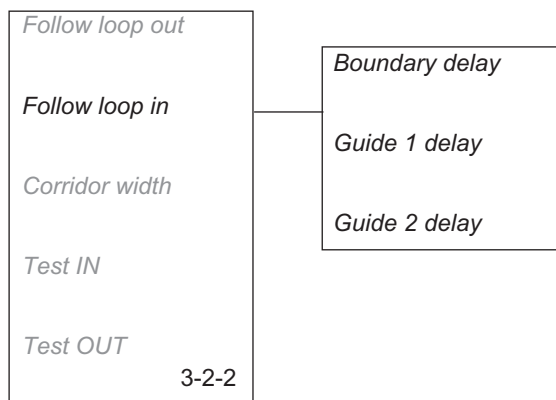 Follow loop out
Follow loop in
Corridor width
Test IN
Test OUT
3-2-2
Boundary delay
Guide 1 delay
Guide 2 delay